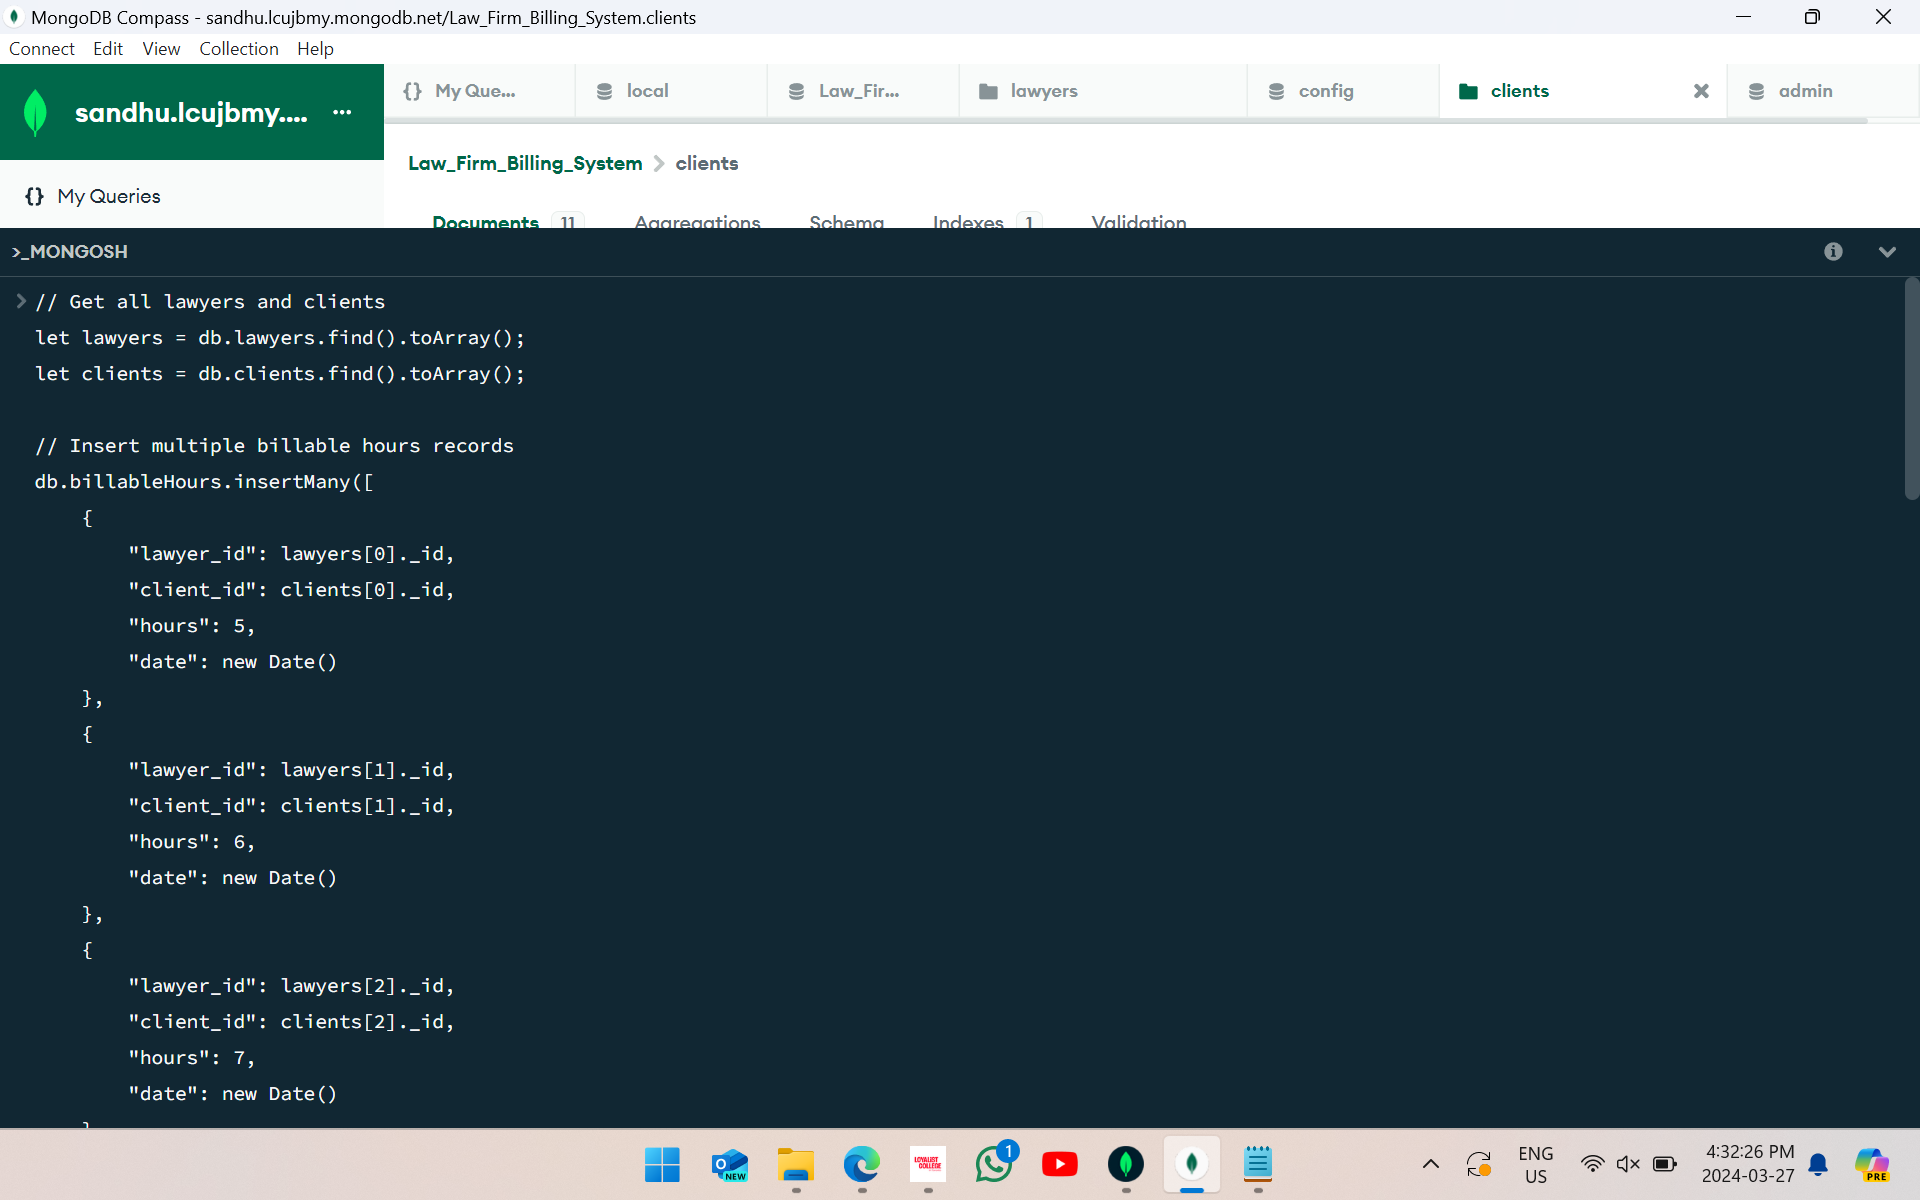 MongoDB Compass - sandhu.lcujbmy.mongodb.net/Law_Firm_Billing_System.clients
Connect Edit View Collection Help
sandhu.lcujbmy.... ...
{} My Que... local Law_Fir... lawyers config clients admin
Law_Firm_Billing_System > clients
{} My Queries
Documents 11 Aggregations Schema Indexes 1 Validation
>_MONGOSH
> // Get all lawyers and clients
let lawyers = db.lawyers.find().toArray();
let clients = db.clients.find().toArray();
// Insert multiple billable hours records
db.billableHours.insertMany([
{
"lawyer_id": lawyers[0]._id,
"client_id": clients[0]._id,
"hours": 5,
"date": new Date()
},
{
"lawyer_id": lawyers[1]._id,
"client_id": clients[1]._id,
"hours": 6,
"date": new Date()
},
{
"lawyer_id": lawyers[2]._id,
"client_id": clients[2]._id,
"hours": 7,
"date": new Date()
}
NEW
LOYALIST
COLLEGE
1
ENG
US
4:32:26 PM
2024-03-27
PRE